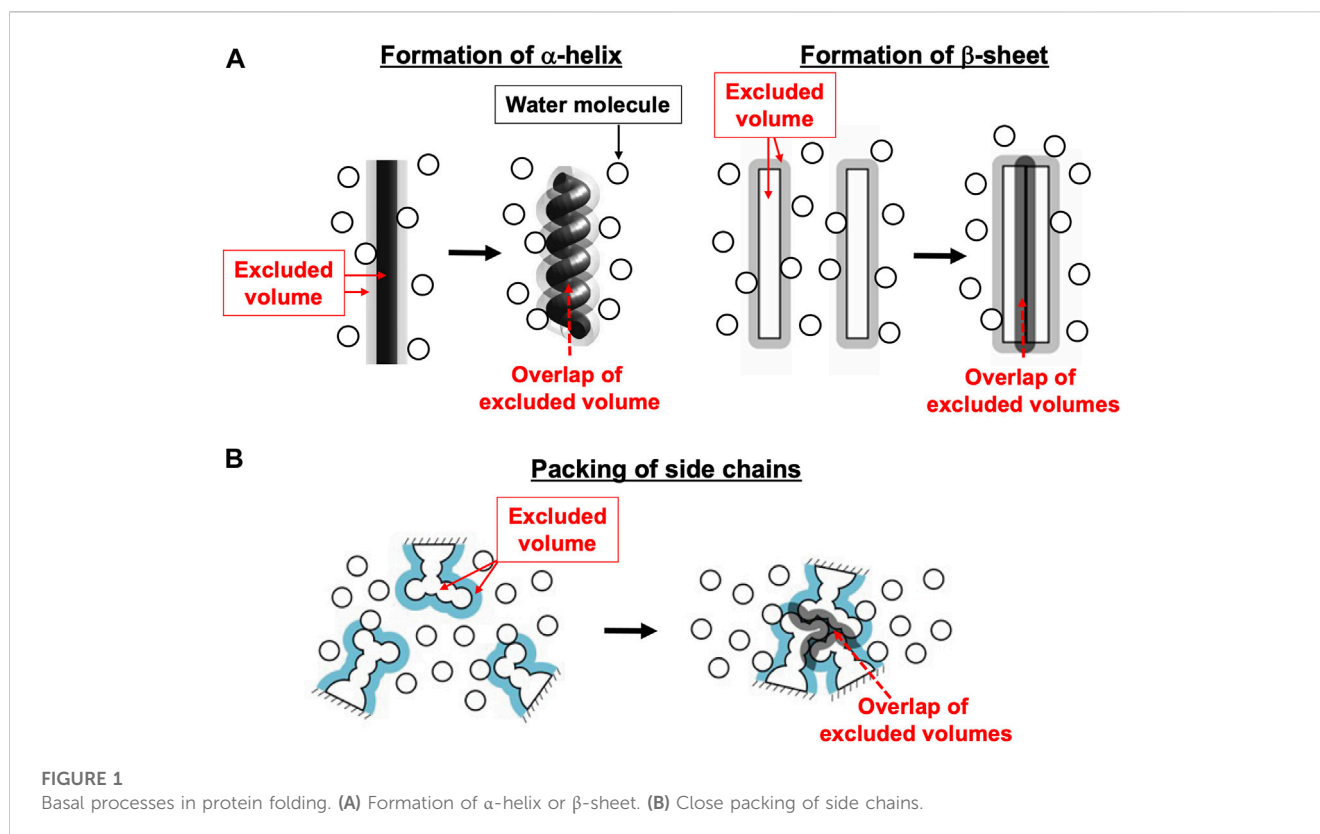 A
Formation of α-helix
Formation of β-sheet
Water molecule
Excluded
volume
Excluded
volume
Overlap of
excluded volume
Overlap of
excluded volumes
B
Packing of side chains
Excluded
volume
Overlap of
excluded volumes
FIGURE 1
Basal processes in protein folding. (A) Formation of α-helix or β-sheet. (B) Close packing of side chains.